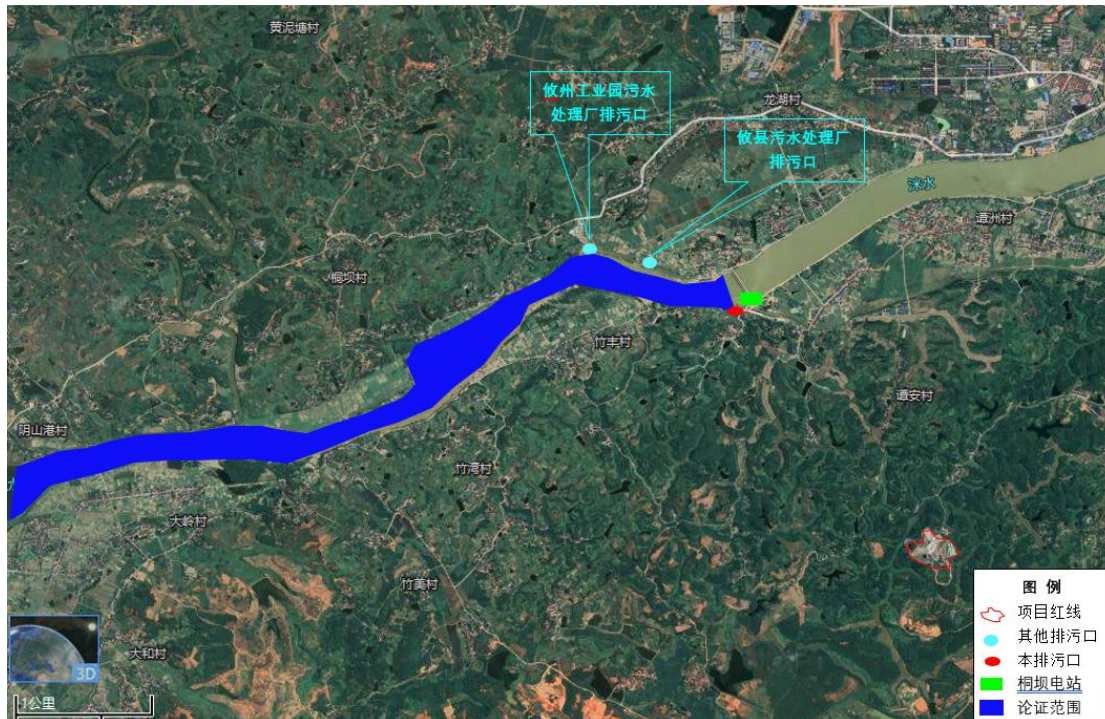 黄泥塘村
攸州工业园污水
处理厂排污口
龙湖村
攸县污水处理厂
排污口
洣水
谭洲村
桐坝村
竹丰村
谭安村
阴山港村
竹湾村
大岭村
竹美村
大和村
3D
1公里
图 例
项目红线
其他排污口
本排污口
桐坝电站
论证范围